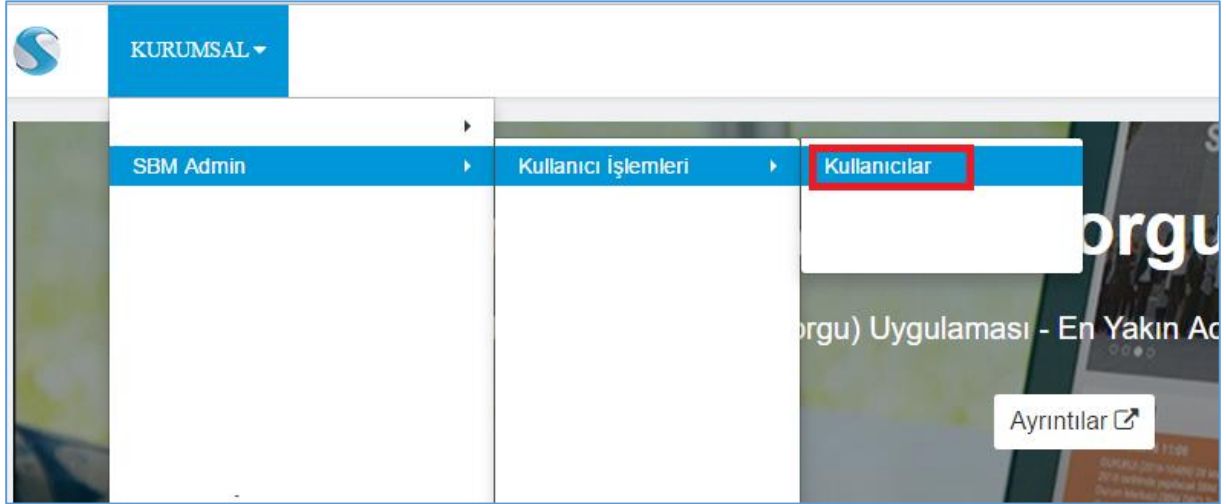 KURUMSAL
SBM Admin
Kullanıcı İşlemleri
Kullanıcılar
orgu
orgu) Uygulaması - En Yakın Ac
Ayrıntılar